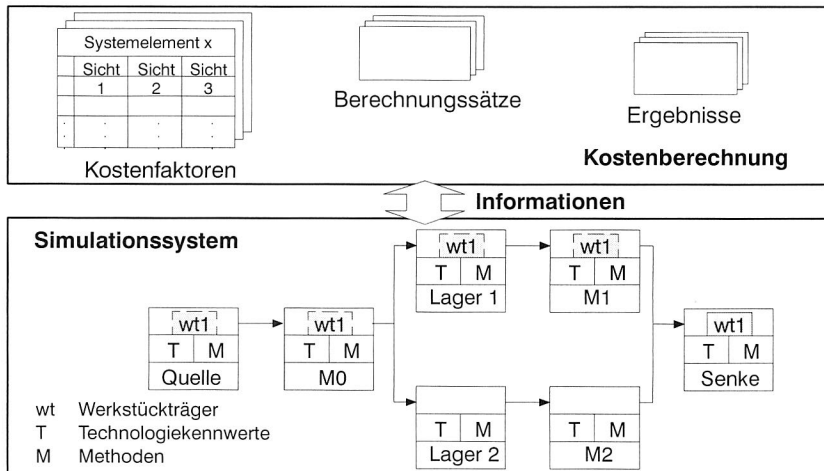 Systemelement x
Sicht Sicht Sicht
1 2 3
Kostenfaktoren
Berechnungssätze
Ergebnisse
Kostenberechnung
Informationen
Simulationssystem
wt1
T M
Lager 1
wt1
T M
M1
wt1
T M
Quelle
wt1
T M
M0
wt1
T M
Senke
T M
Lager 2
T M
M2
wt Werkstückträger
T Technologiekennwerte
M Methoden